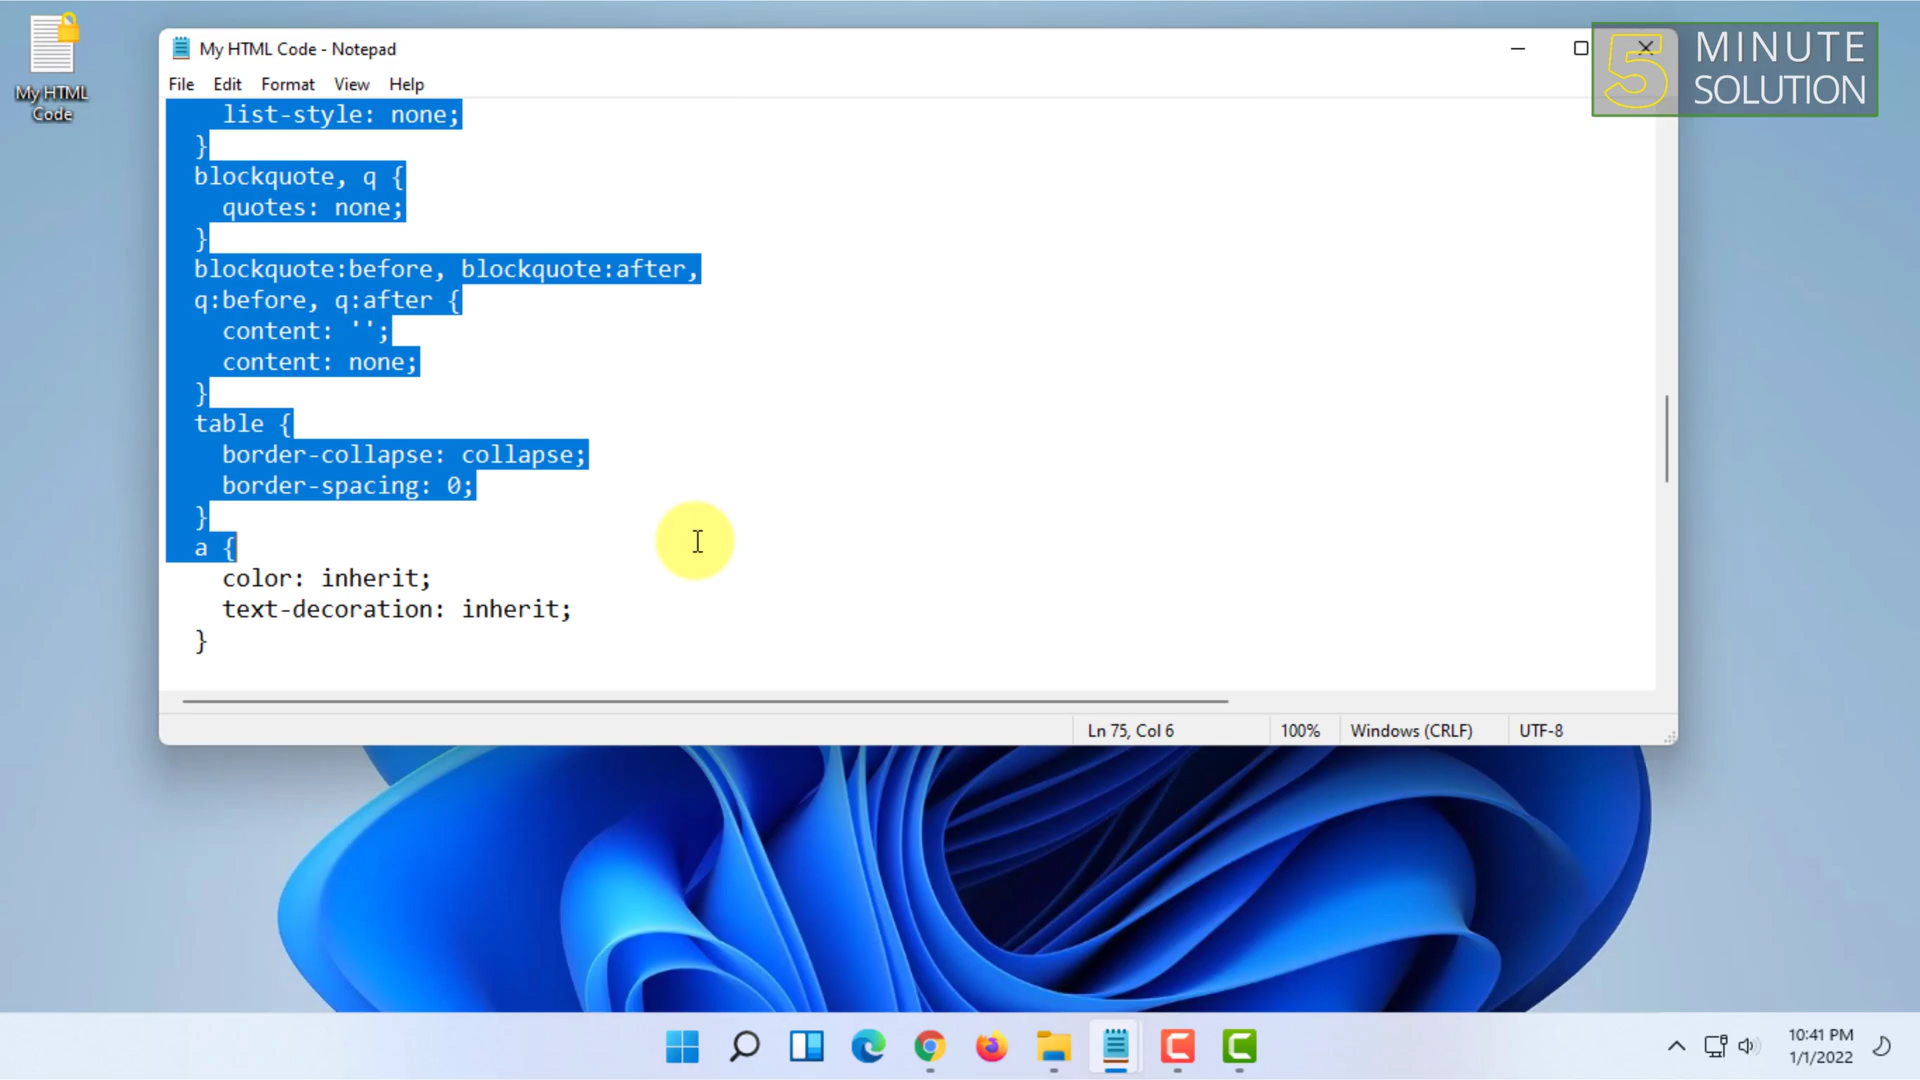 My HTML Code - Notepad
5 MINUTE
SOLUTION
My HTML
Code
File Edit Format View Help
list-style: none;
}
blockquote, q {
quotes: none;
}
blockquote:before, blockquote:after,
q:before, q:after {
content: '';
content: none;
}
table {
border-collapse: collapse;
border-spacing: 0;
}
a {
color: inherit;
text-decoration: inherit;
}
Ln 75, Col 6 100% Windows (CRLF) UTF-8
10:41 PM
1/1/2022